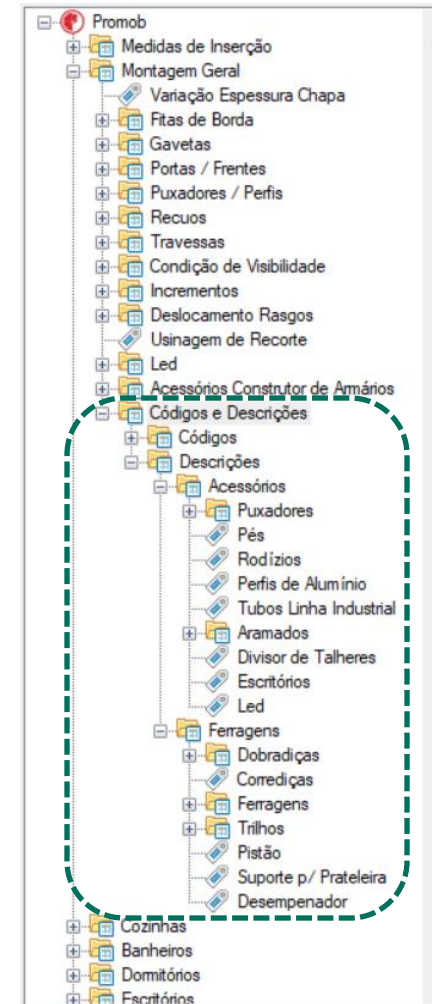 Promob
Medidas de Inserção
Montagem Geral
Variação Espessura Chapa
Fitas de Borda
Gavetas
Portas / Frentes
Puxadores / Perfis
Recuos
Travessas
Condição de Visibilidade
Incrementos
Deslocamento Rasgos
Usinagem de Recorte
Led
Acessórios Construtor de Armários
Códigos e Descrições
Códigos
Descrições
Acessórios
Puxadores
Pés
Rodízios
Perfis de Alumínio
Tubos Linha Industrial
Aramados
Divisor de Talheres
Escritórios
Led
Ferragens
Dobradiças
Corrediças
Ferragens
Trilhos
Pistão
Suporte p/ Prateleira
Desempenador
Cozinhas
Banheiros
Dormitórios
Escritórios